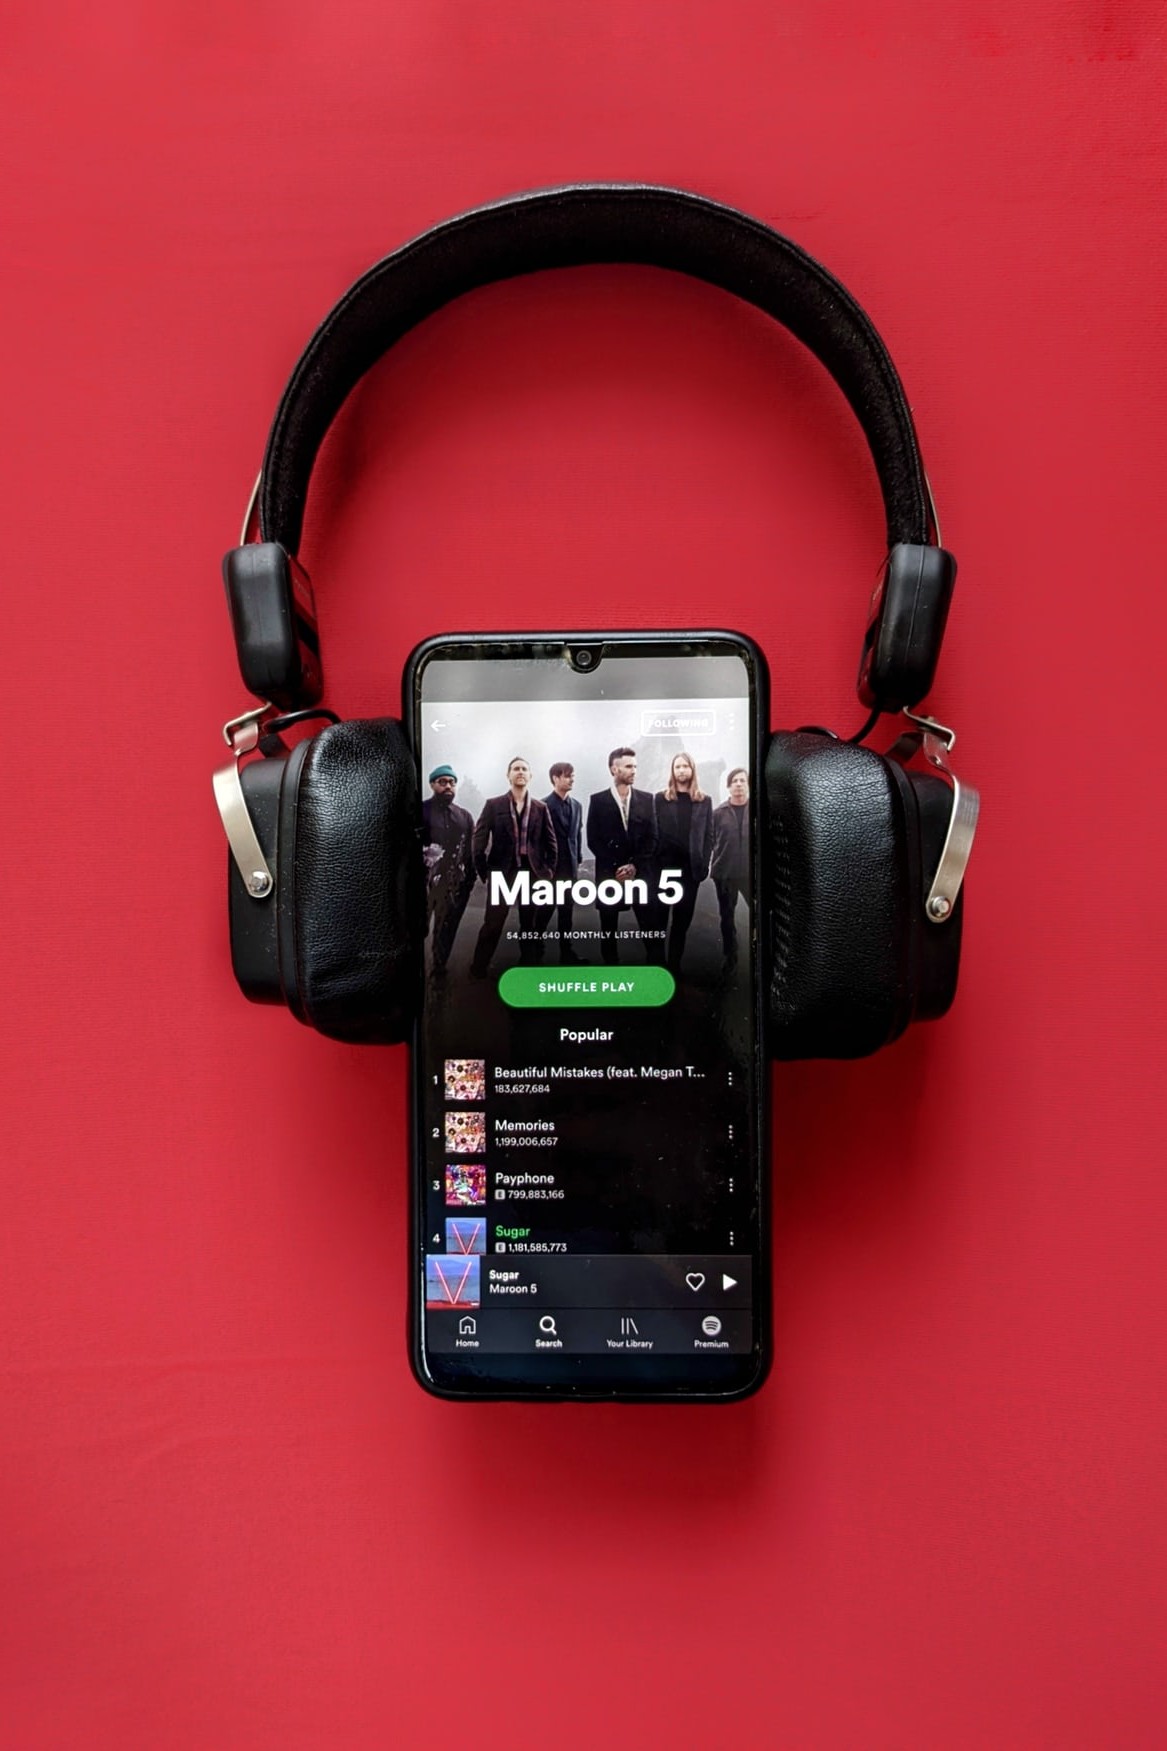 FOLLOWING
Maroon 5
54,852,640 MONTHLY LISTENERS
SHUFFLE PLAY
Popular
1 Beautiful Mistakes (feat. Megan T...
183,627,684
2 Memories
1,199,006,657
3 Payphone
E 799,883,166
4 Sugar
E 1,181,585,773
Sugar
Maroon 5
Home Search Your Library Premium